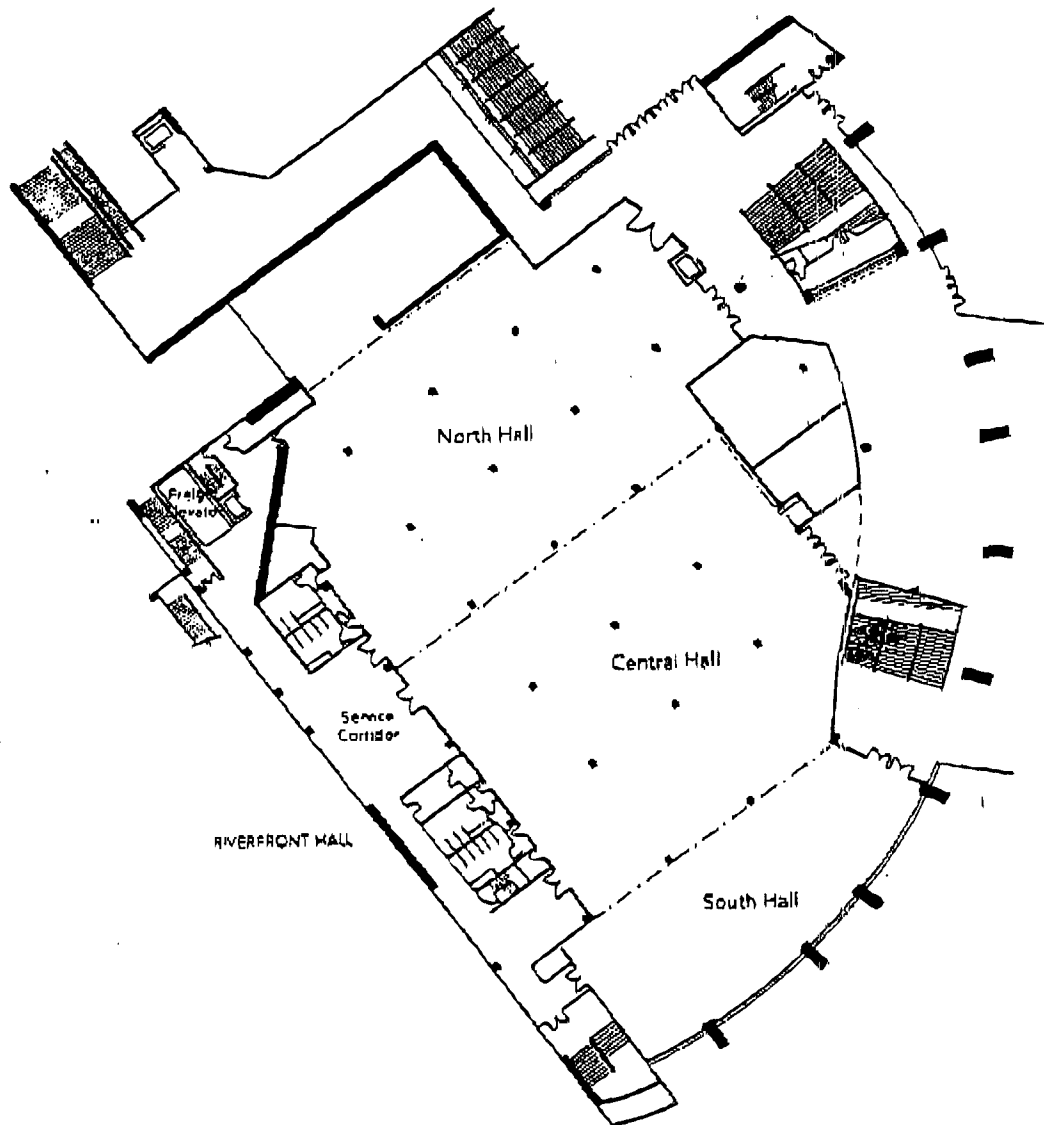 North Hall
Freight
Elevator
Central Hall
Service
Corridor
RIVERFRONT HALL
South Hall